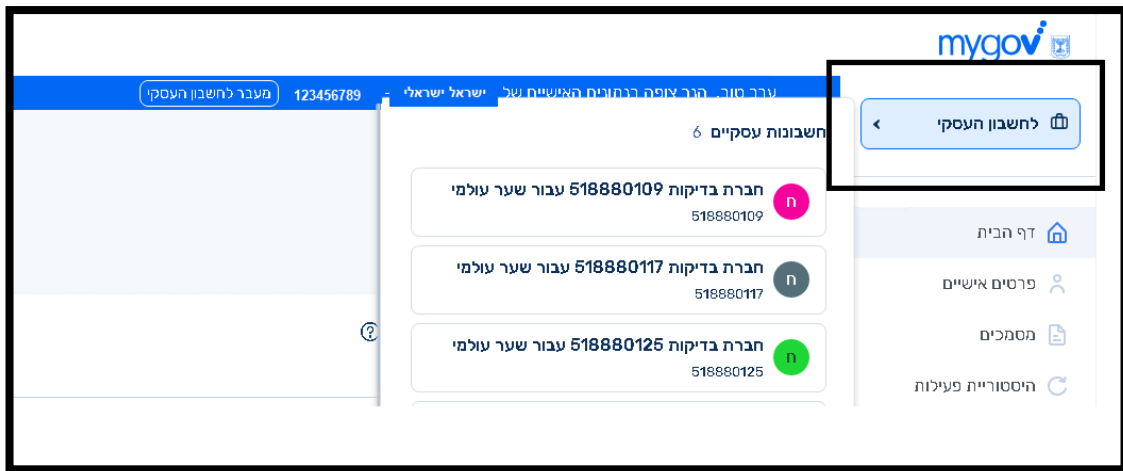 mygov
ערב טוב, הנך צופה בנתונים האישיים של ישראל ישראלי - 123456789 מעבר לחשבון העסקי
לחשבון העסקי
חשבונות עסקיים 6
חברת בדיקות 518880109 עבור שער עולמי
518880109
חברת בדיקות 518880117 עבור שער עולמי
518880117
חברת בדיקות 518880125 עבור שער עולמי
518880125
ח
ח
ח
דף הבית
פרטים אישיים
מסמכים
היסטוריית פעילות